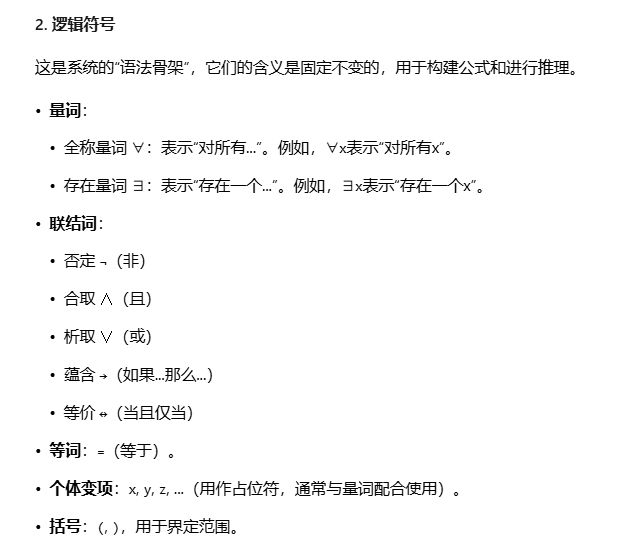 2. 逻辑符号
这是系统的“语法骨架”，它们的含义是固定不变的，用于构建公式和进行推理。
• 量词：
• 全称量词 ∀：表示“对所有...”。例如，∀x表示“对所有x”。
• 存在量词 ∃：表示“存在一个...”。例如，∃x表示“存在一个x”。
• 联结词：
• 否定 ¬（非）
• 合取 ∧（且）
• 析取 ∨（或）
• 蕴含 →（如果...那么...）
• 等价 ↔（当且仅当）
• 等词：=（等于）。
• 个体变项：x, y, z, ...（用作占位符，通常与量词配合使用）。
• 括号：(, )，用于界定范围。